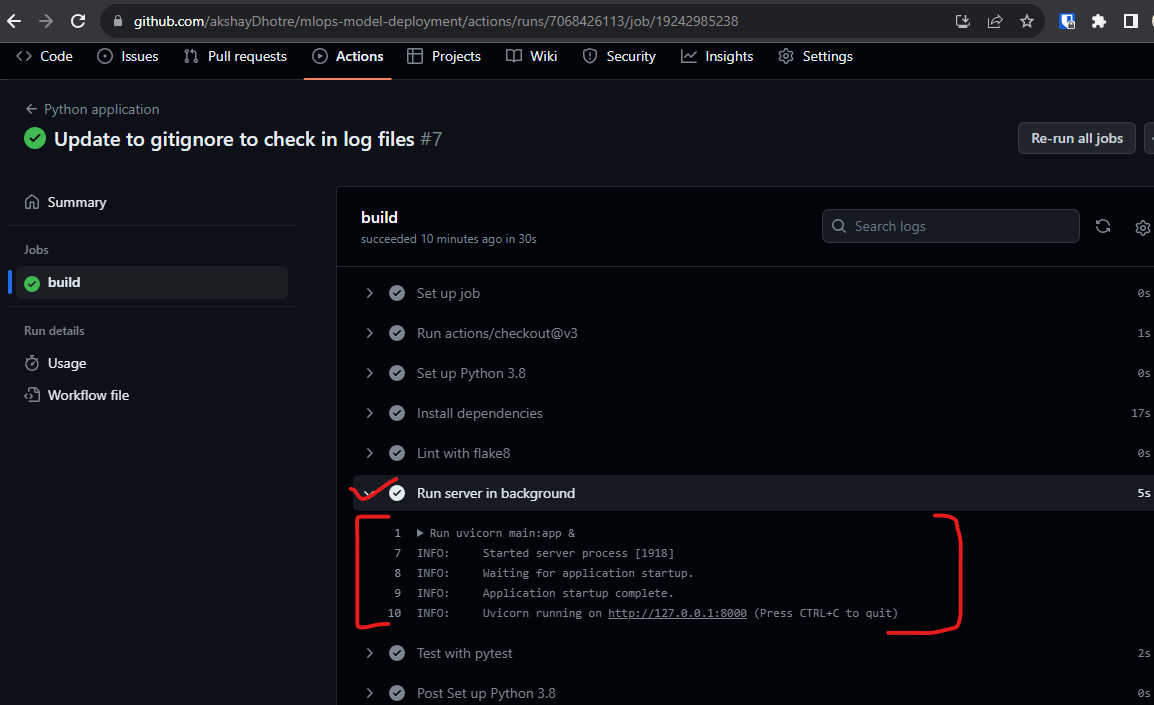 github.com/akshayDhotre/mlops-model-deployment/actions/runs/7068426113/job/19242985238
Code Issues Pull requests Actions Projects Wiki Security Insights Settings
Python application
Update to gitignore to check in log files #7
Re-run all jobs
Summary
Jobs
build
Run details
Usage
Workflow file
build
succeeded 10 minutes ago in 30s
Search logs
Set up job 0s
Run actions/checkout@v3 1s
Set up Python 3.8 0s
Install dependencies 17s
Lint with flake8 0s
Run server in background 5s
1 Run uvicorn main:app &
7 INFO: Started server process [1918]
8 INFO: Waiting for application startup.
9 INFO: Application startup complete.
10 INFO: Uvicorn running on http://127.0.0.1:8000 (Press CTRL+C to quit)
Test with pytest 2s
Post Set up Python 3.8 0s